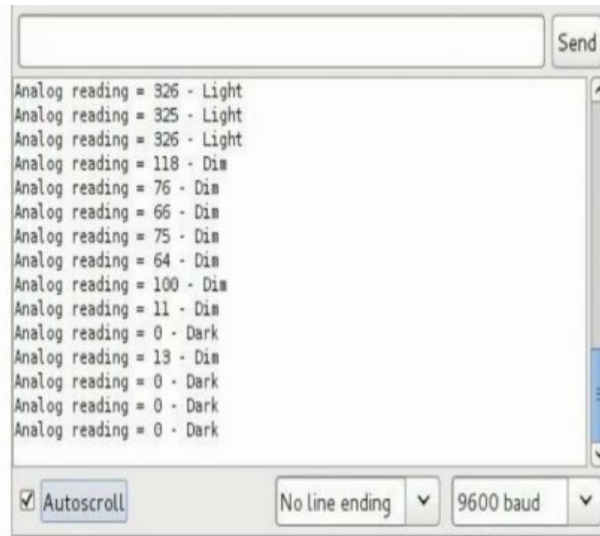 Send
Analog reading = 326 - Light
Analog reading = 325 - Light
Analog reading = 326 - Light
Analog reading = 118 - Dim
Analog reading = 76 - Dim
Analog reading = 66 - Dim
Analog reading = 75 - Dim
Analog reading = 64 - Dim
Analog reading = 100 - Dim
Analog reading = 11 - Dim
Analog reading = 0 - Dark
Analog reading = 13 - Dim
Analog reading = 0 - Dark
Analog reading = 0 - Dark
Analog reading = 0 - Dark
Autoscroll No line ending 9600 baud